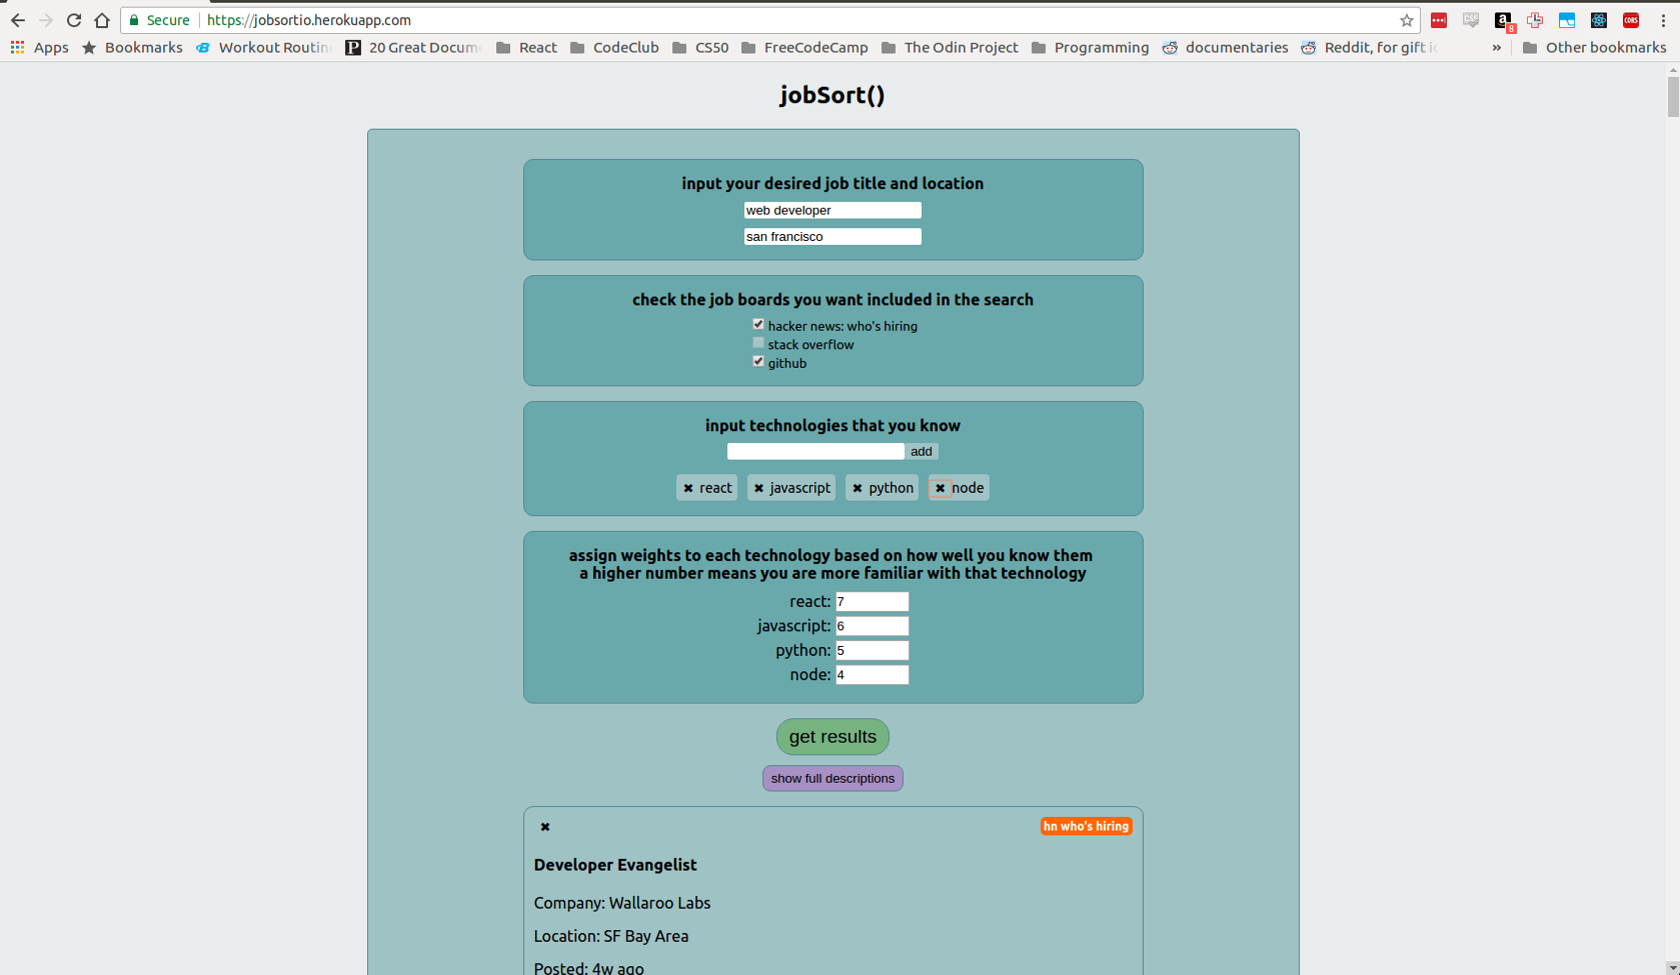 Secure https://jobsortio.herokuapp.com
Apps Bookmarks Workout Routin 20 Great Docum React CodeClub CS50 FreeCodeCamp The Odin Project Programming documentaries Reddit, for gift i » Other bookmarks
jobSort()
input your desired job title and location
web developer
san francisco
check the job boards you want included in the search
hacker news: who's hiring
stack overflow
github
input technologies that you know
add
✖ react ✖ javascript ✖ python ✖ node
assign weights to each technology based on how well you know them
a higher number means you are more familiar with that technology
react: 7
javascript: 6
python: 5
node: 4
get results
show full descriptions
✖ hn who's hiring
Developer Evangelist
Company: Wallaroo Labs
Location: SF Bay Area
Posted: 4w ago